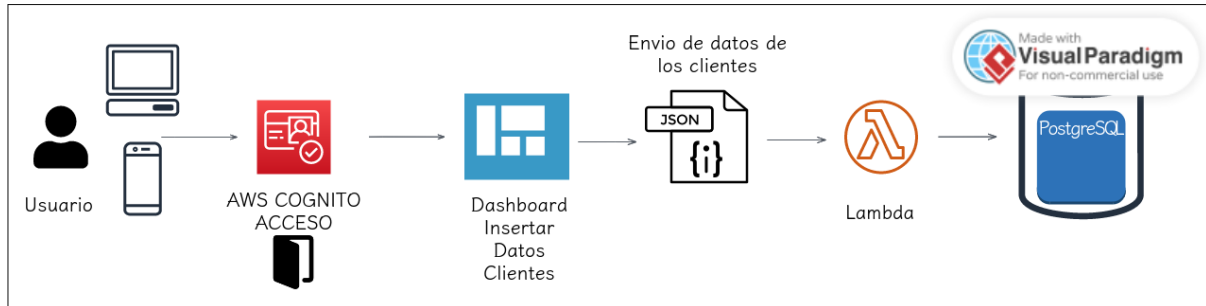 Usuario
AWS COGNITO
ACCESO
Dashboard
Insertar
Datos
Clientes
Envio de datos de
los clientes
JSON
{i}
Lambda
Made with
Visual Paradigm
For non-commercial use
PostgreSQL